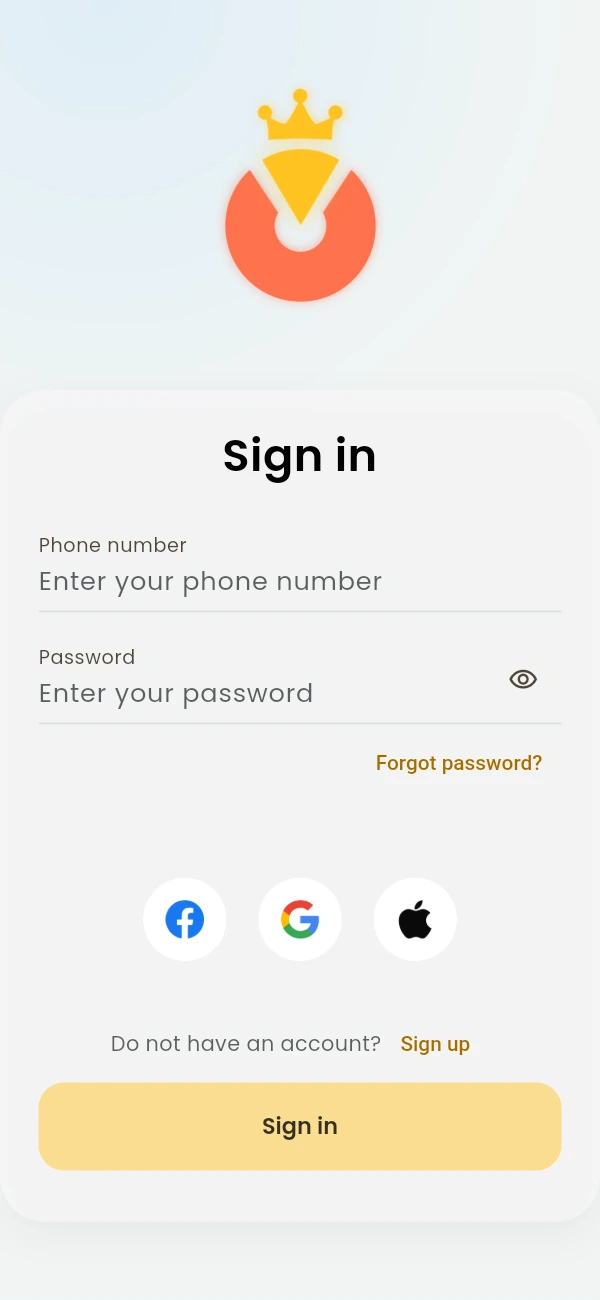 Sign in
Phone number
Enter your phone number
Password
Enter your password
Forgot password?
Do not have an account? Sign up
Sign in